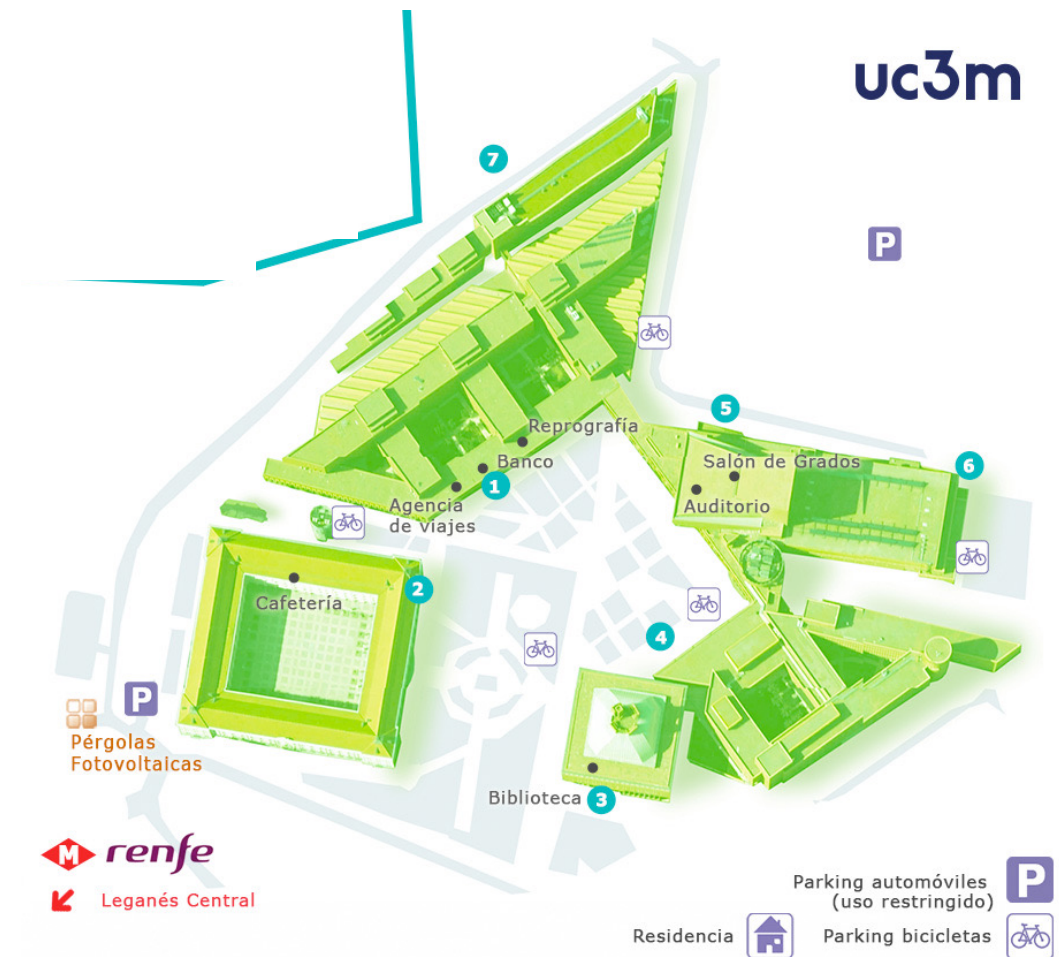 uc3m
7
P
Reprografía
5
Banco
Salón de Grados
6
1
Agencia
de viajes
Auditorio
2
Cafetería
4
P
Pérgolas
Fotovoltaicas
Biblioteca
3
M renfe
Leganés Central
Parking automóviles
(uso restringido)
P
Residencia
Parking bicicletas